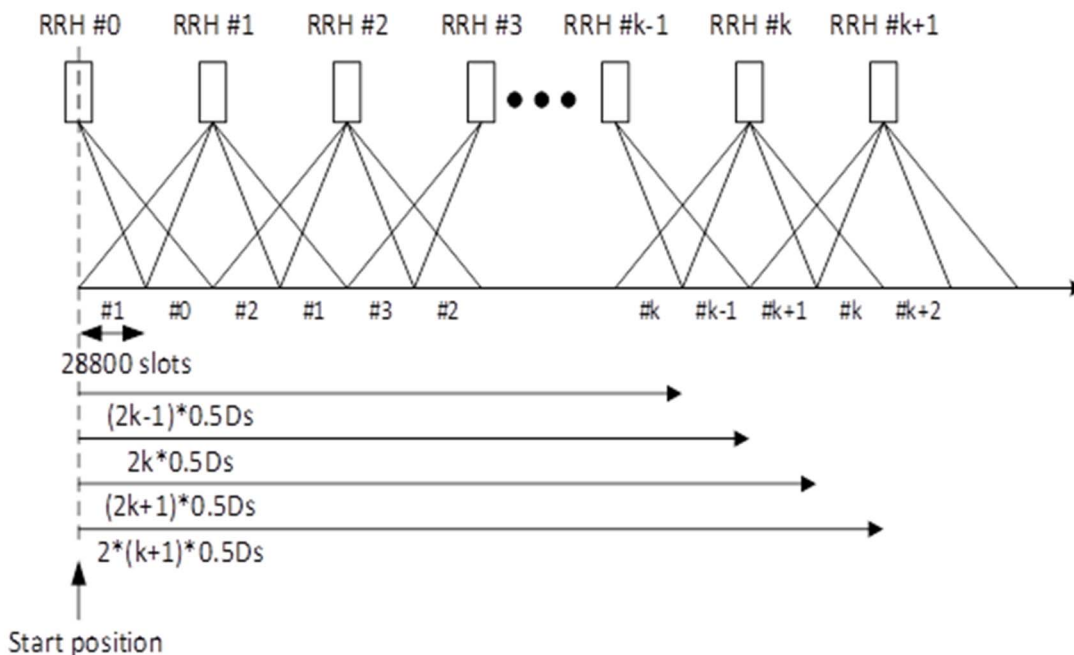 RRH #0 RRH #1 RRH #2 RRH #3 RRH #k-1 RRH #k RRH #k+1
#1 #0 #2 #1 #3 #2 #k #k-1 #k+1 #k #k+2
28800 slots
(2k-1)*0.5Ds
2k*0.5Ds
(2k+1)*0.5Ds
2*(k+1)*0.5Ds
Start position